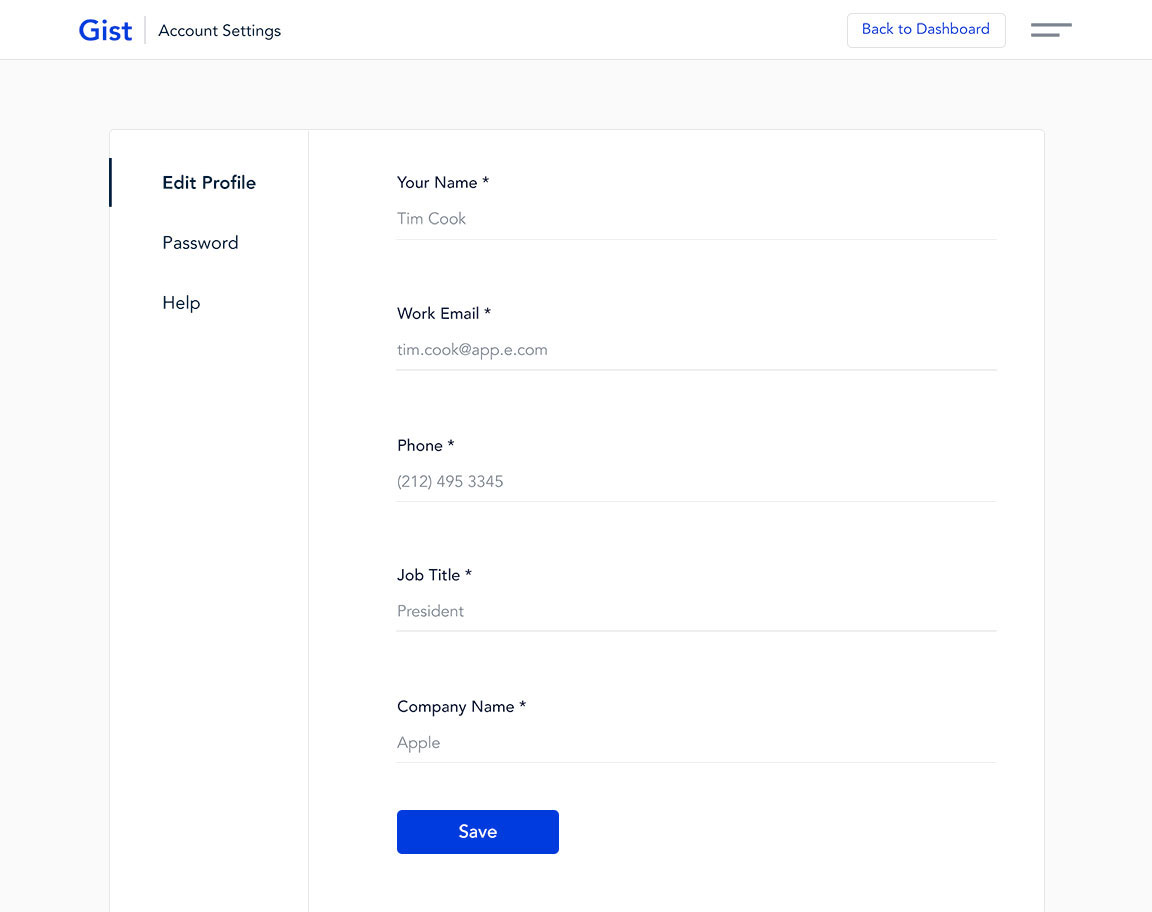 Gist
Account Settings
Back to Dashboard
Edit Profile
Password
Help
Your Name *
Tim Cook
Work Email *
tim.cook@app.e.com
Phone *
(212) 495 3345
Job Title *
President
Company Name *
Apple
Save